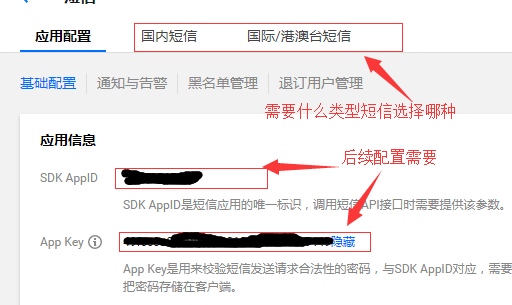 短信
应用配置 国内短信 国际/港澳台短信
基础配置 通知与告警 黑名单管理 退订用户管理
需要什么类型短信选择哪种
应用信息
后续配置需要
SDK AppID
SDK AppID是短信应用的唯一标识，调用短信API接口时需要提供该参数。
App Key 隐藏
App Key是用来校验短信发送请求合法性的密码，与SDK AppID对应，需要
把密码存储在客户端。